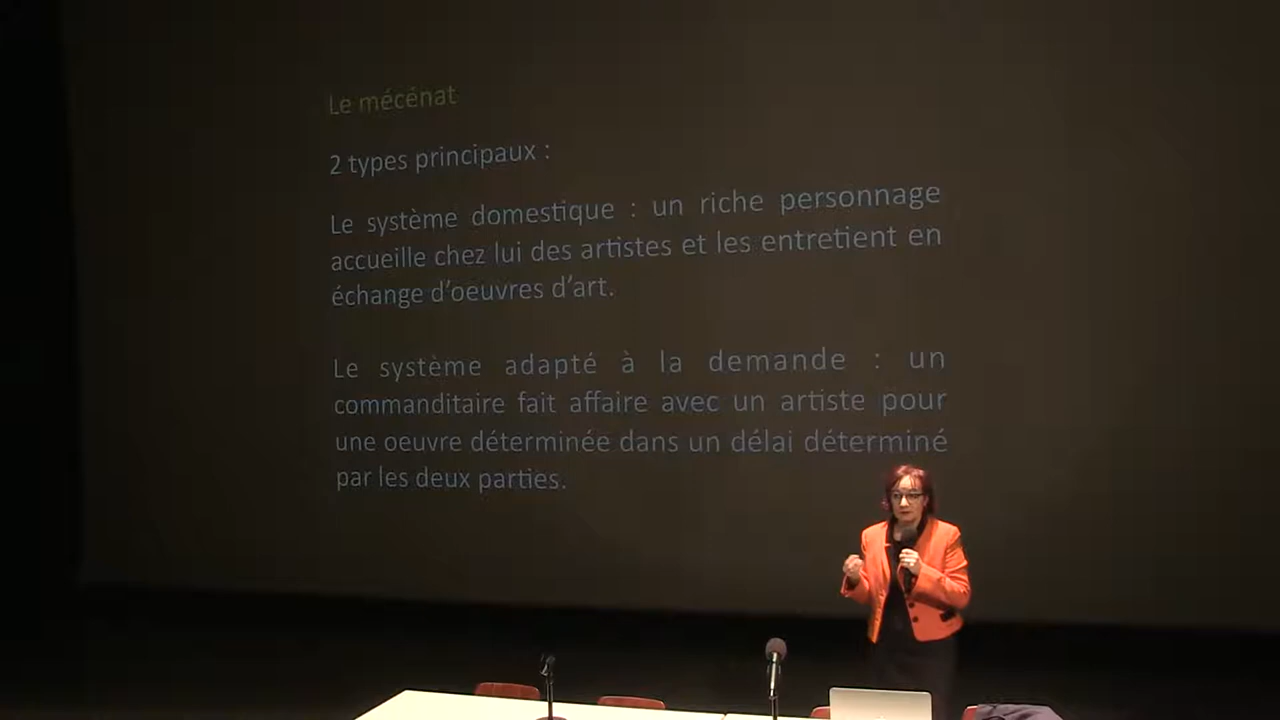 Le mécénat
2 types principaux :
Le système domestique : un riche personnage
accueille chez lui des artistes et les entretient en
échange d'oeuvres d'art.
Le système adapté à la demande : un
commanditaire fait affaire avec un artiste pour
une oeuvre déterminée dans un délai déterminé
par les deux parties.